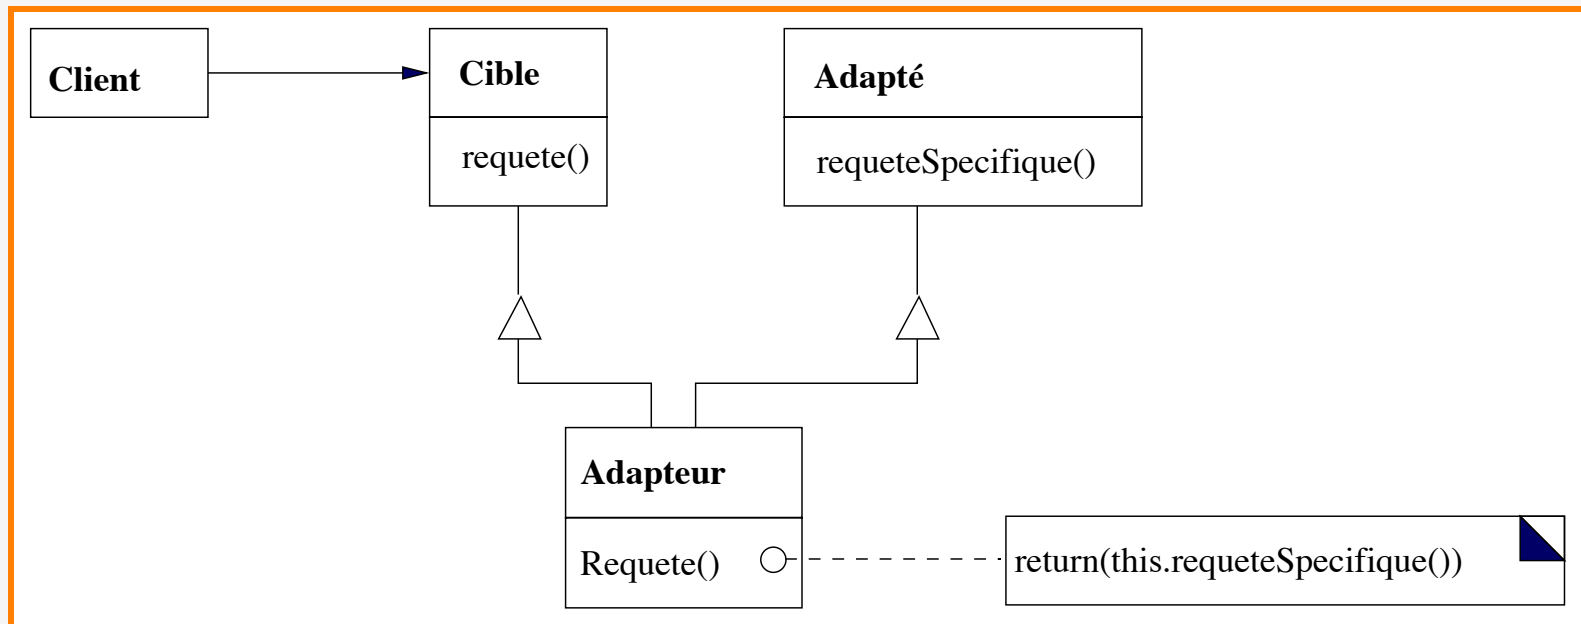 Client
Cible
requete()
Adapté
requeteSpecifique()
Adapteur
Requete()
return(this.requeteSpecifique())